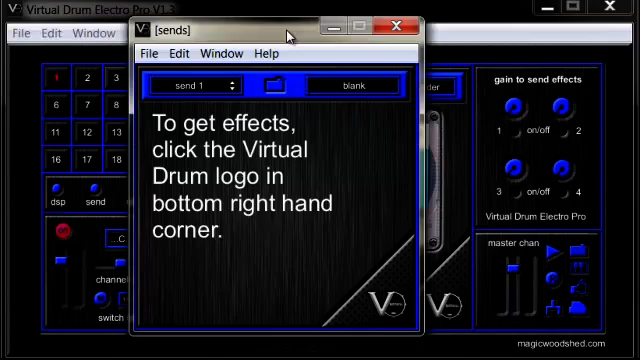 Virtual Drum Electro Pro V1.3
File Edit Window
[sends]
File Edit Window Help
send 1
blank
To get effects,
click the Virtual
Drum logo in
bottom right hand
corner.
1 2 3
6 7 8
11 12 13
16 17 18
dsp send
on
...C
channel
switch
gain to send effects
1 on/off 2
3 on/off 4
Virtual Drum Electro Pro
master chan
magicwoodshed.com